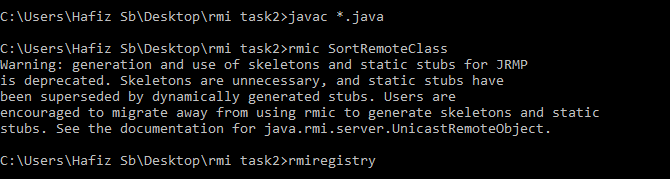 C:\Users\Hafiz Sb\Desktop\rmi task2>javac *.java
C:\Users\Hafiz Sb\Desktop\rmi task2>rmic SortRemoteClass
Warning: generation and use of skeletons and static stubs for JRMP
is deprecated. Skeletons are unnecessary, and static stubs have
been superseded by dynamically generated stubs. Users are
encouraged to migrate away from using rmic to generate skeletons and static
stubs. See the documentation for java.rmi.server.UnicastRemoteObject.
C:\Users\Hafiz Sb\Desktop\rmi task2>rmiregistry